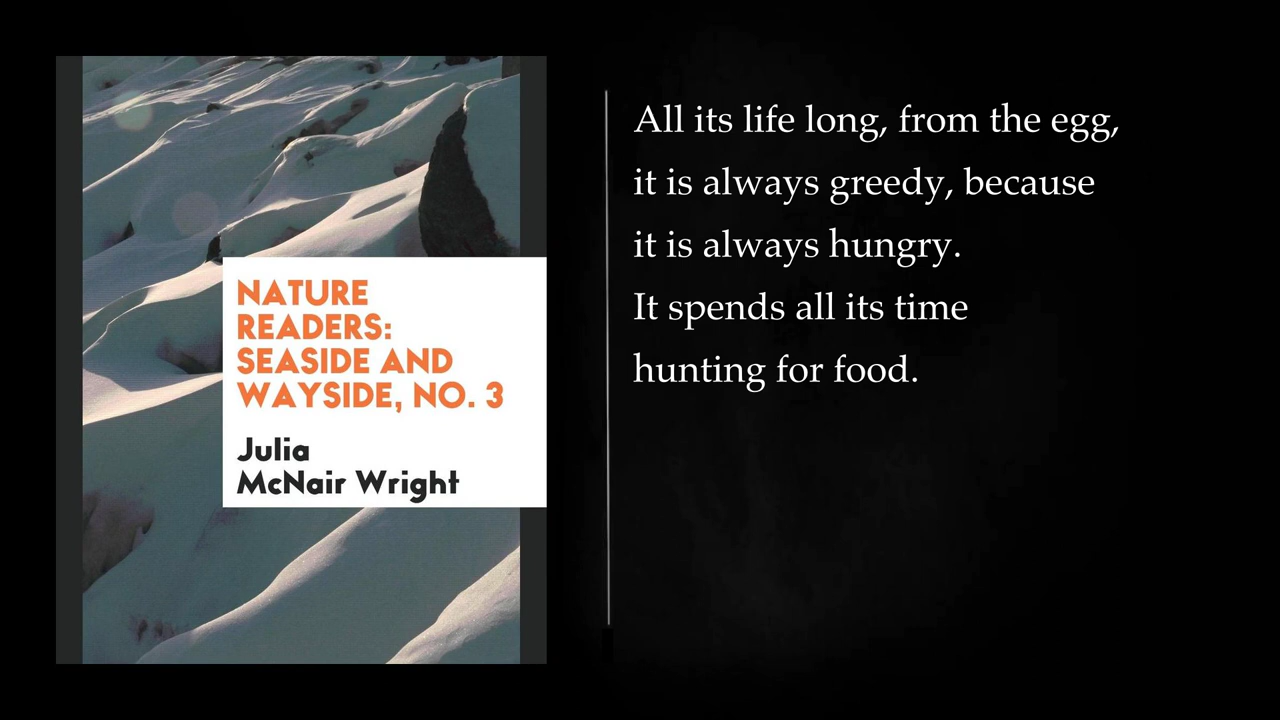 NATURE
READERS:
SEASIDE AND
WAYSIDE, NO. 3
Julia
McNair Wright
All its life long, from the egg,
it is always greedy, because
it is always hungry.
It spends all its time
hunting for food.